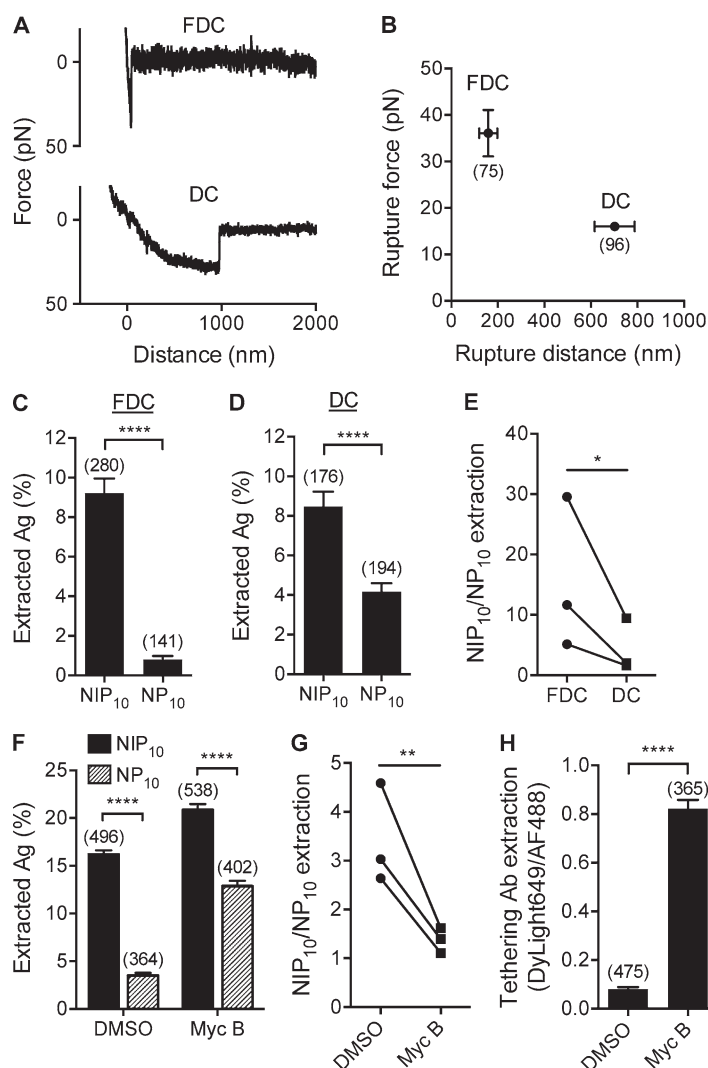 A
FDC
0
50
DC
0
50
Force (pN)
0
1000
2000
Distance (nm)
B
50
40
30
20
10
0
Rupture force (pN)
FDC
(75)
DC
(96)
0
200
400
600
800
1000
Rupture distance (nm)
C
FDC
****
12
10
8
6
4
2
0
Extracted Ag (%)
(280)
(141)
NIP10
NP10
D
DC
****
12
10
8
6
4
2
0
Extracted Ag (%)
(176)
(194)
NIP10
NP10
E
40
30
20
10
0
NIP10/NP10 extraction
*
FDC
DC
F
NIP10
NP10
25
20
15
10
5
0
Extracted Ag (%)
****
(496)
(364)
****
(538)
(402)
DMSO
Myc B
G
5
4
3
2
1
0
NIP10/NP10 extraction
**
DMSO
Myc B
H
****
1.0
0.8
0.6
0.4
0.2
0.0
Tethering Ab extraction
(DyLight649/AF488)
(475)
(365)
DMSO
Myc B